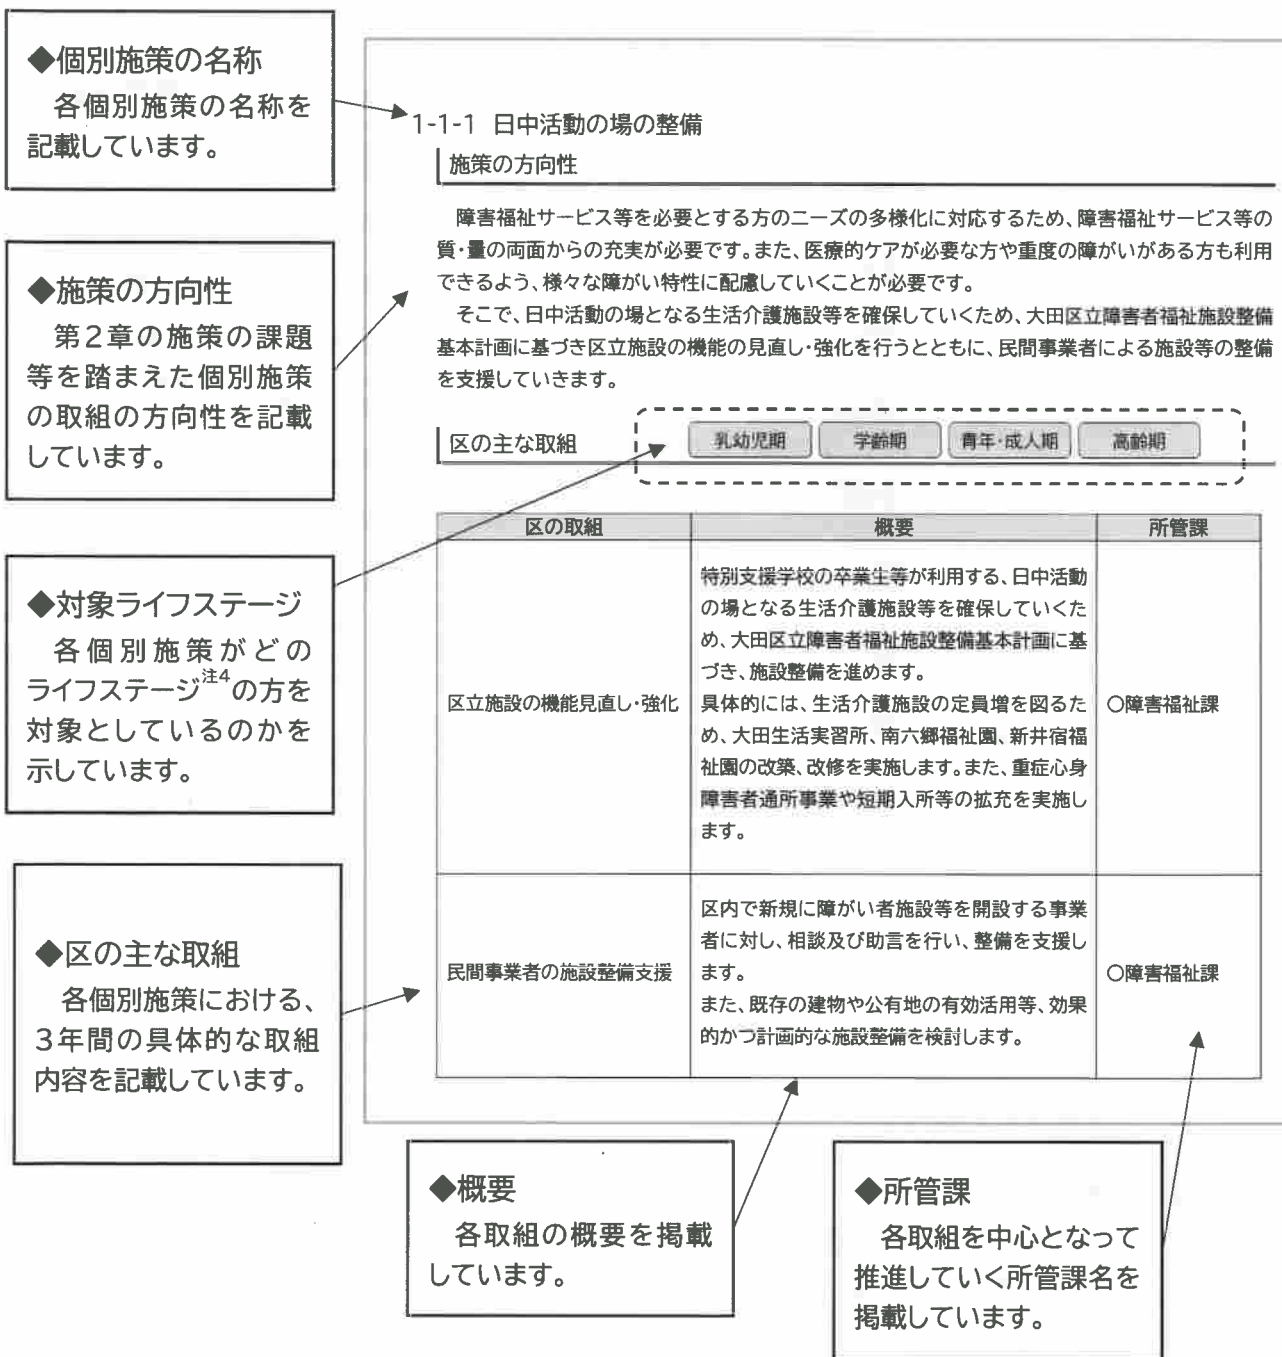 ◆個別施策の名称
各個別施策の名称を
記載しています。
◆施策の方向性
第2章の施策の課題
等を踏まえた個別施策
の取組の方向性を記載
しています。
◆対象ライフステージ
各個別施策がどの
ライフステージ注4の方を
対象としているのかを
示しています。
◆区の主な取組
各個別施策における、
3年間の具体的な取組
内容を記載しています。
1-1-1 日中活動の場の整備
施策の方向性
障害福祉サービス等を必要とする方のニーズの多様化に対応するため、障害福祉サービス等の
質・量の両面からの充実が必要です。また、医療的ケアが必要な方や重度の障がいがある方も利用
できるよう、様々な障がい特性に配慮していくことが必要です。
そこで、日中活動の場となる生活介護施設等を確保していくため、大田区立障害者福祉施設整備
基本計画に基づき区立施設の機能の見直し・強化を行うとともに、民間事業者による施設等の整備
を支援していきます。
区の主な取組 乳幼児期 学齢期 青年・成人期 高齢期
区の取組 概要 所管課
特別支援学校の卒業生等が利用する、日中活動
の場となる生活介護施設等を確保していくた
め、大田区立障害者福祉施設整備基本計画に基
づき、施設整備を進めます。
区立施設の機能見直し・強化 具体的には、生活介護施設の定員増を図るた ○障害福祉課
め、大田生活実習所、南六郷福祉園、新井宿福
祉園の改築、改修を実施します。また、重症心身
障害者通所事業や短期入所等の拡充を実施し
ます。
区内で新規に障がい者施設等を開設する事業
者に対し、相談及び助言を行い、整備を支援し
民間事業者の施設整備支援 ます。 ○障害福祉課
また、既存の建物や公有地の有効活用等、効果
的かつ計画的な施設整備を検討します。
◆概要
各取組の概要を掲載
しています。
◆所管課
各取組を中心となって
推進していく所管課名を
掲載しています。